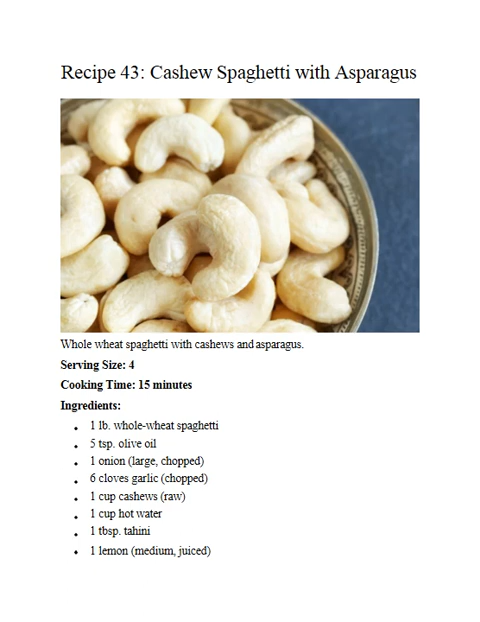 Recipe 43: Cashew Spaghetti with Asparagus
Whole wheat spaghetti with cashews and asparagus.
Serving Size: 4
Cooking Time: 15 minutes
Ingredients:
• 1 lb. whole-wheat spaghetti
• 5 tsp. olive oil
• 1 onion (large, chopped)
• 6 cloves garlic (chopped)
• 1 cup cashews (raw)
• 1 cup hot water
• 1 tbsp. tahini
• 1 lemon (medium, juiced)